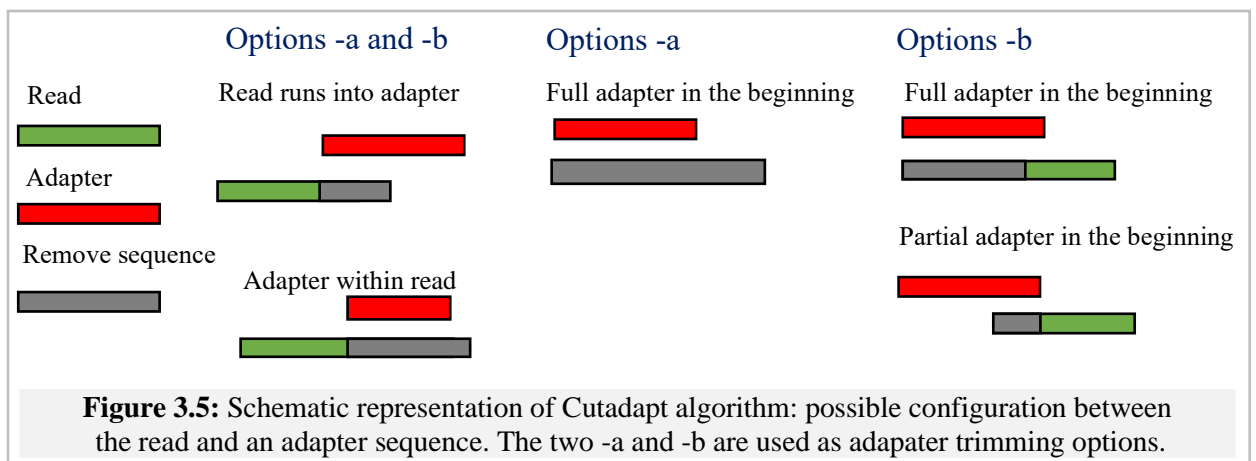 Options -a and -b
Options -a
Options -b
Read
Read runs into adapter
Full adapter in the beginning
Full adapter in the beginning
Adapter
Partial adapter in the beginning
Remove sequence
Adapter within read
Figure 3.5: Schematic representation of Cutadapt algorithm: possible configuration between
the read and an adapter sequence. The two -a and -b are used as adapater trimming options.